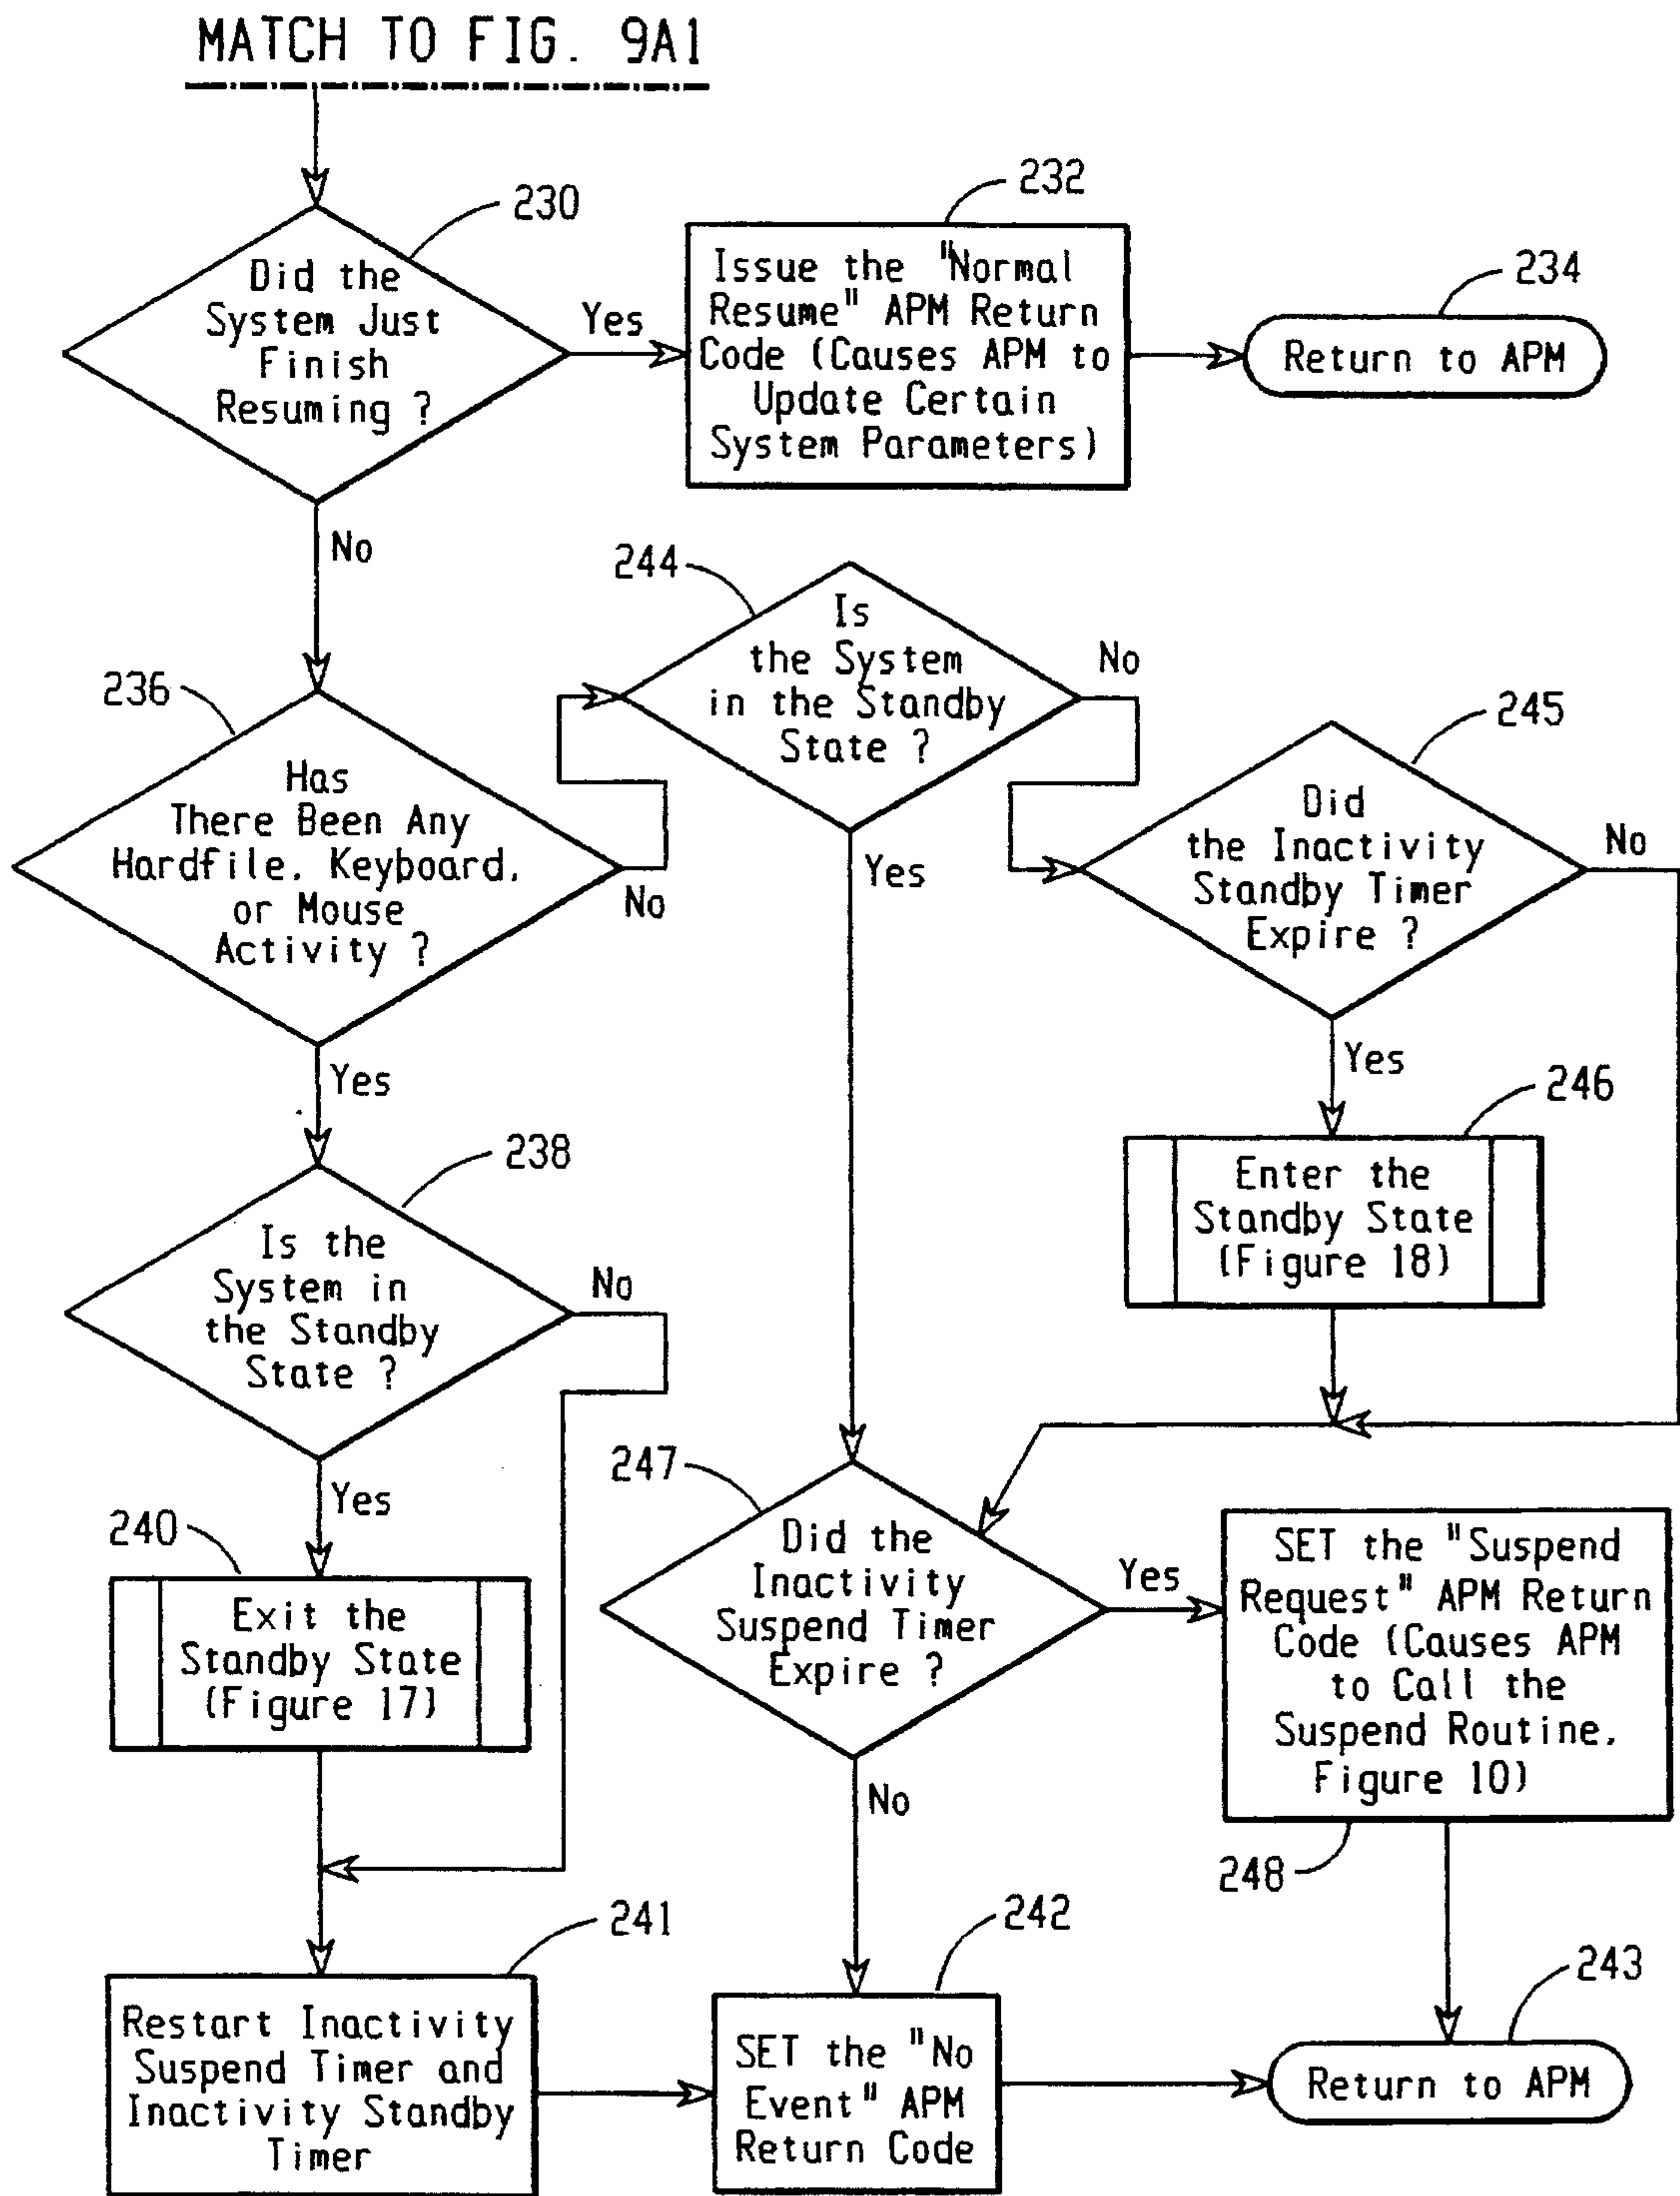 MATCH TO FIG. 9A1
230
Did the
System Just
Finish
Resuming ?
Yes
No
232
Issue the "Normal
Resume" APM Return
Code (Causes APM to
Update Certain
System Parameters)
234
Return to APM
236
Has
There Been Any
Hardfile, Keyboard,
or Mouse
Activity ?
No
Yes
244
Is
the System
in the Standby
State ?
No
Yes
245
Did
the Inactivity
Standby Timer
Expire ?
No
Yes
246
Enter the
Standby State
(Figure 18)
238
Is the
System in
the Standby
State ?
No
Yes
240
Exit the
Standby State
(Figure 17)
247
Did the
Inactivity
Suspend Timer
Expire ?
Yes
No
SET the "Suspend
Request" APM Return
Code (Causes APM
to Call the
Suspend Routine,
Figure 10)
248
241
Restart Inactivity
Suspend Timer and
Inactivity Standby
Timer
242
SET the "No
Event" APM
Return Code
243
Return to APM